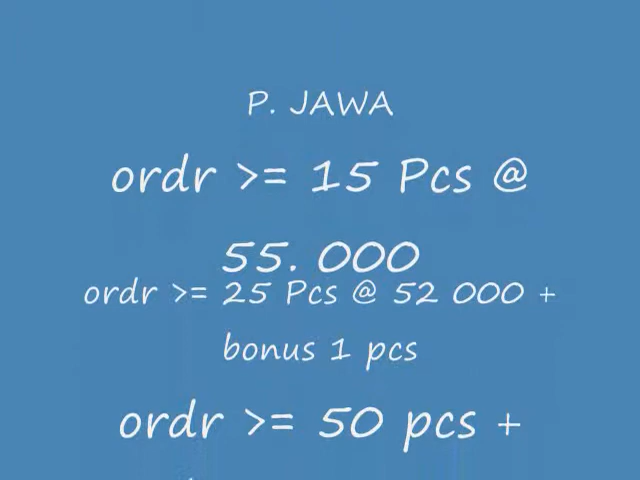 P. JAWA
ordr >= 15 Pcs @
55. 000
ordr >= 25 Pcs @ 52 000 +
bonus 1 pcs
ordr >= 50 pcs +